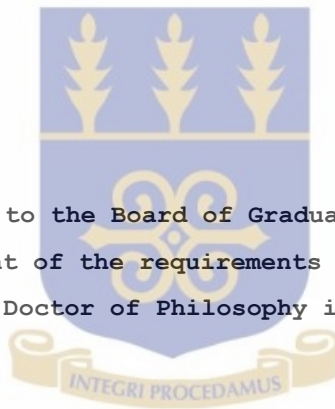 to the Board of Gradua
t of the requirements
Doctor of Philosophy i
INTEGRI PROCEDAMUS